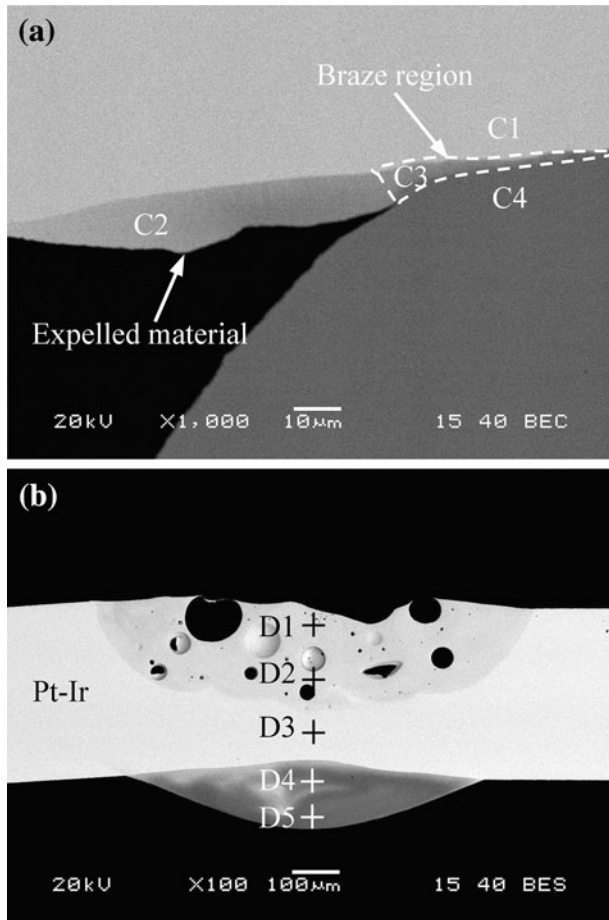 (a)
Braze region
C1
C3
C4
C2
Expelled material
20kV X1,000 10μm 15 40 BEC
(b)
D1
D2
Pt-Ir
D3
D4
D5
20kV X100 100μm 15 40 BES